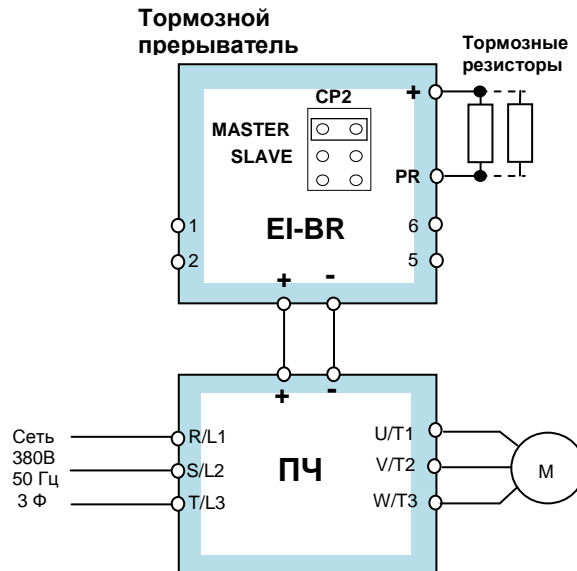 Тормозной
прерыватель
Тормозные
резисторы
CP2
+
MASTER
SLAVE
PR
1
EI-BR
6
2
5
+ -
+ -
Сеть
380В
50 Гц
3 Ф
R/L1
U/T1
S/L2
ПЧ
V/T2
M
T/L3
W/T3